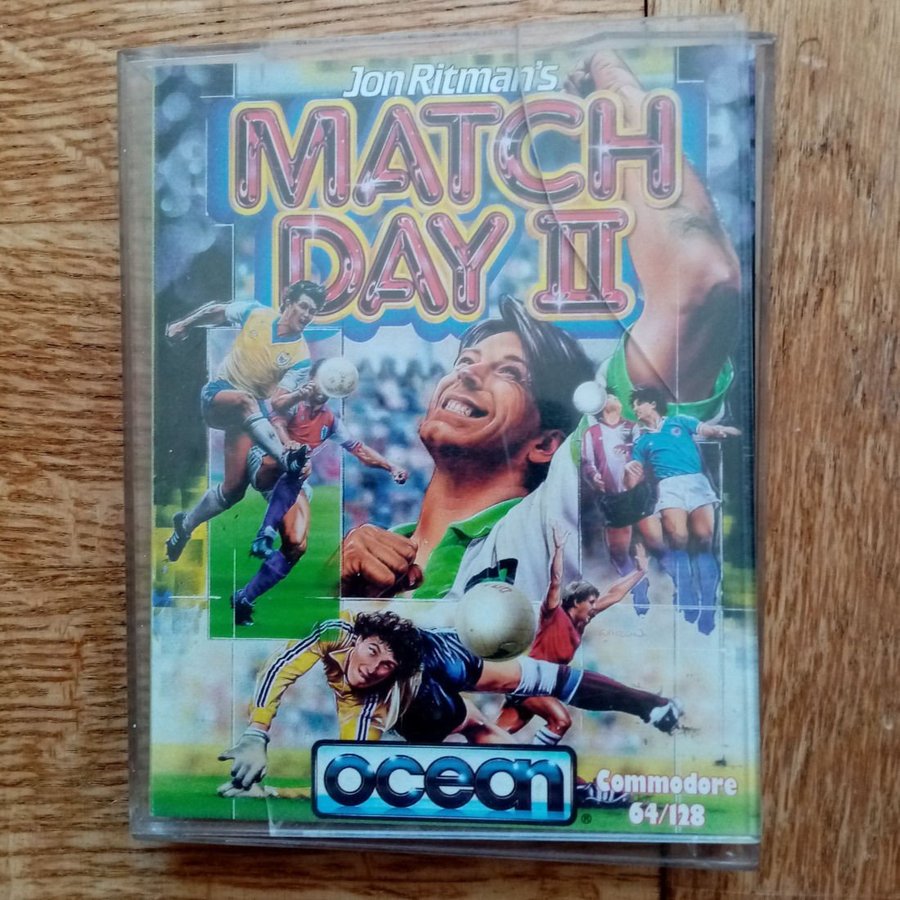 Jon Ritman's
MATCH
DAY II
ocean
®
Commodore
64/128